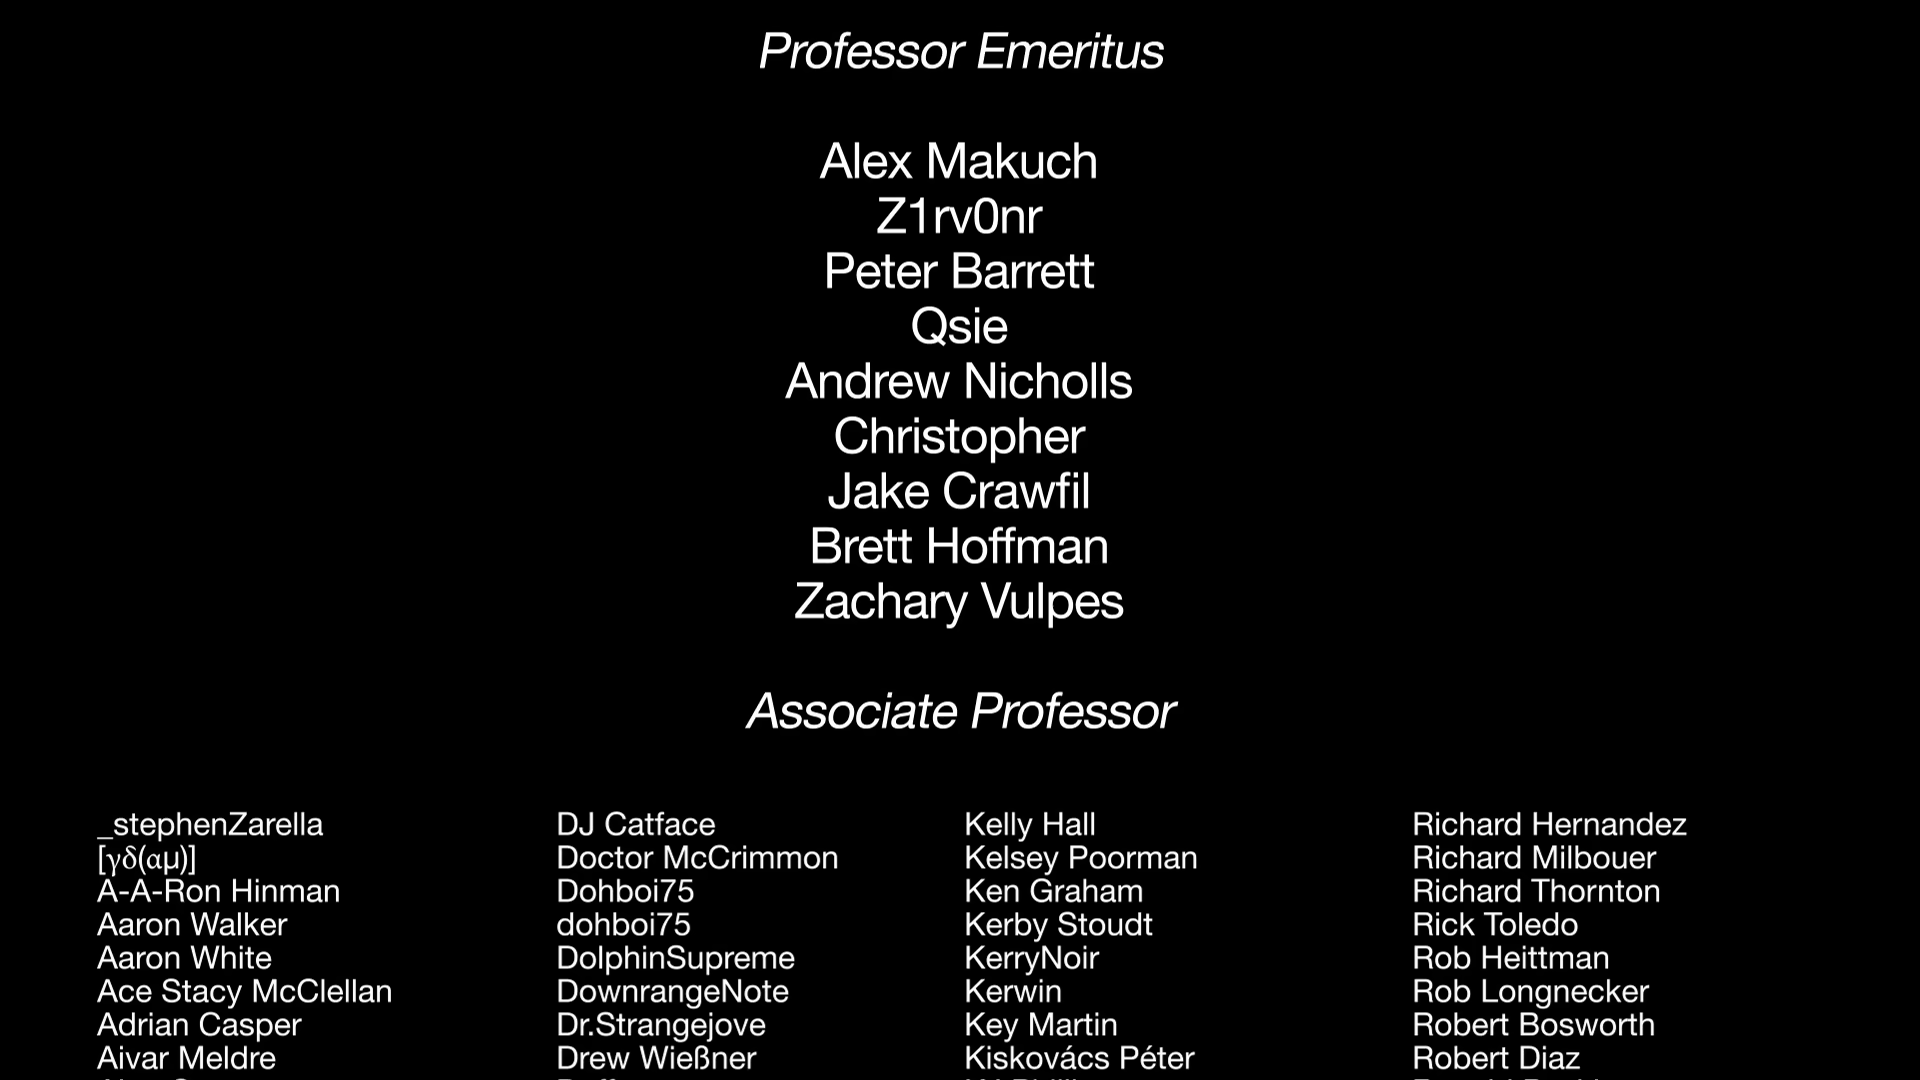 Professor Emeritus
Alex Makuch
Z1rv0nr
Peter Barrett
Qsie
Andrew Nicholls
Christopher
Jake Crawfil
Brett Hoffman
Zachary Vulpes
Associate Professor
_stephenZarella
[γδ(αμ)]
A-A-Ron Hinman
Aaron Walker
Aaron White
Ace Stacy McClellan
Adrian Casper
Aivar Meldre
DJ Catface
Doctor McCrimmon
Dohboi75
dohboi75
DolphinSupreme
DownrangeNote
Dr.Strangejove
Drew Wießner
Kelly Hall
Kelsey Poorman
Ken Graham
Kerby Stoudt
KerryNoir
Kerwin
Key Martin
Kiskovács Péter
Richard Hernandez
Richard Milbouer
Richard Thornton
Rick Toledo
Rob Heittman
Rob Longnecker
Robert Bosworth
Robert Diaz